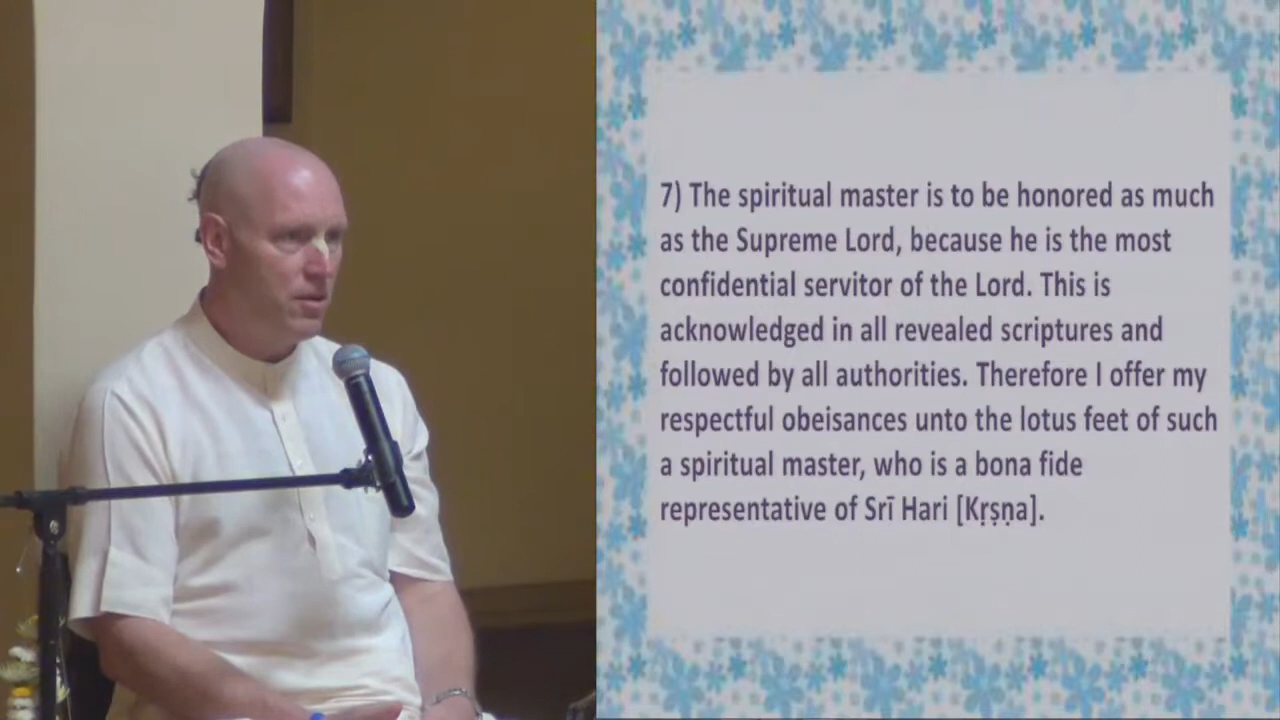 7) The spiritual master is to be honored as much
as the Supreme Lord, because he is the most
confidential servitor of the Lord. This is
acknowledged in all revealed scriptures and
followed by all authorities. Therefore I offer my
respectful obeisances unto the lotus feet of such
a spiritual master, who is a bona fide
representative of Srī Hari [Kṛṣṇa].